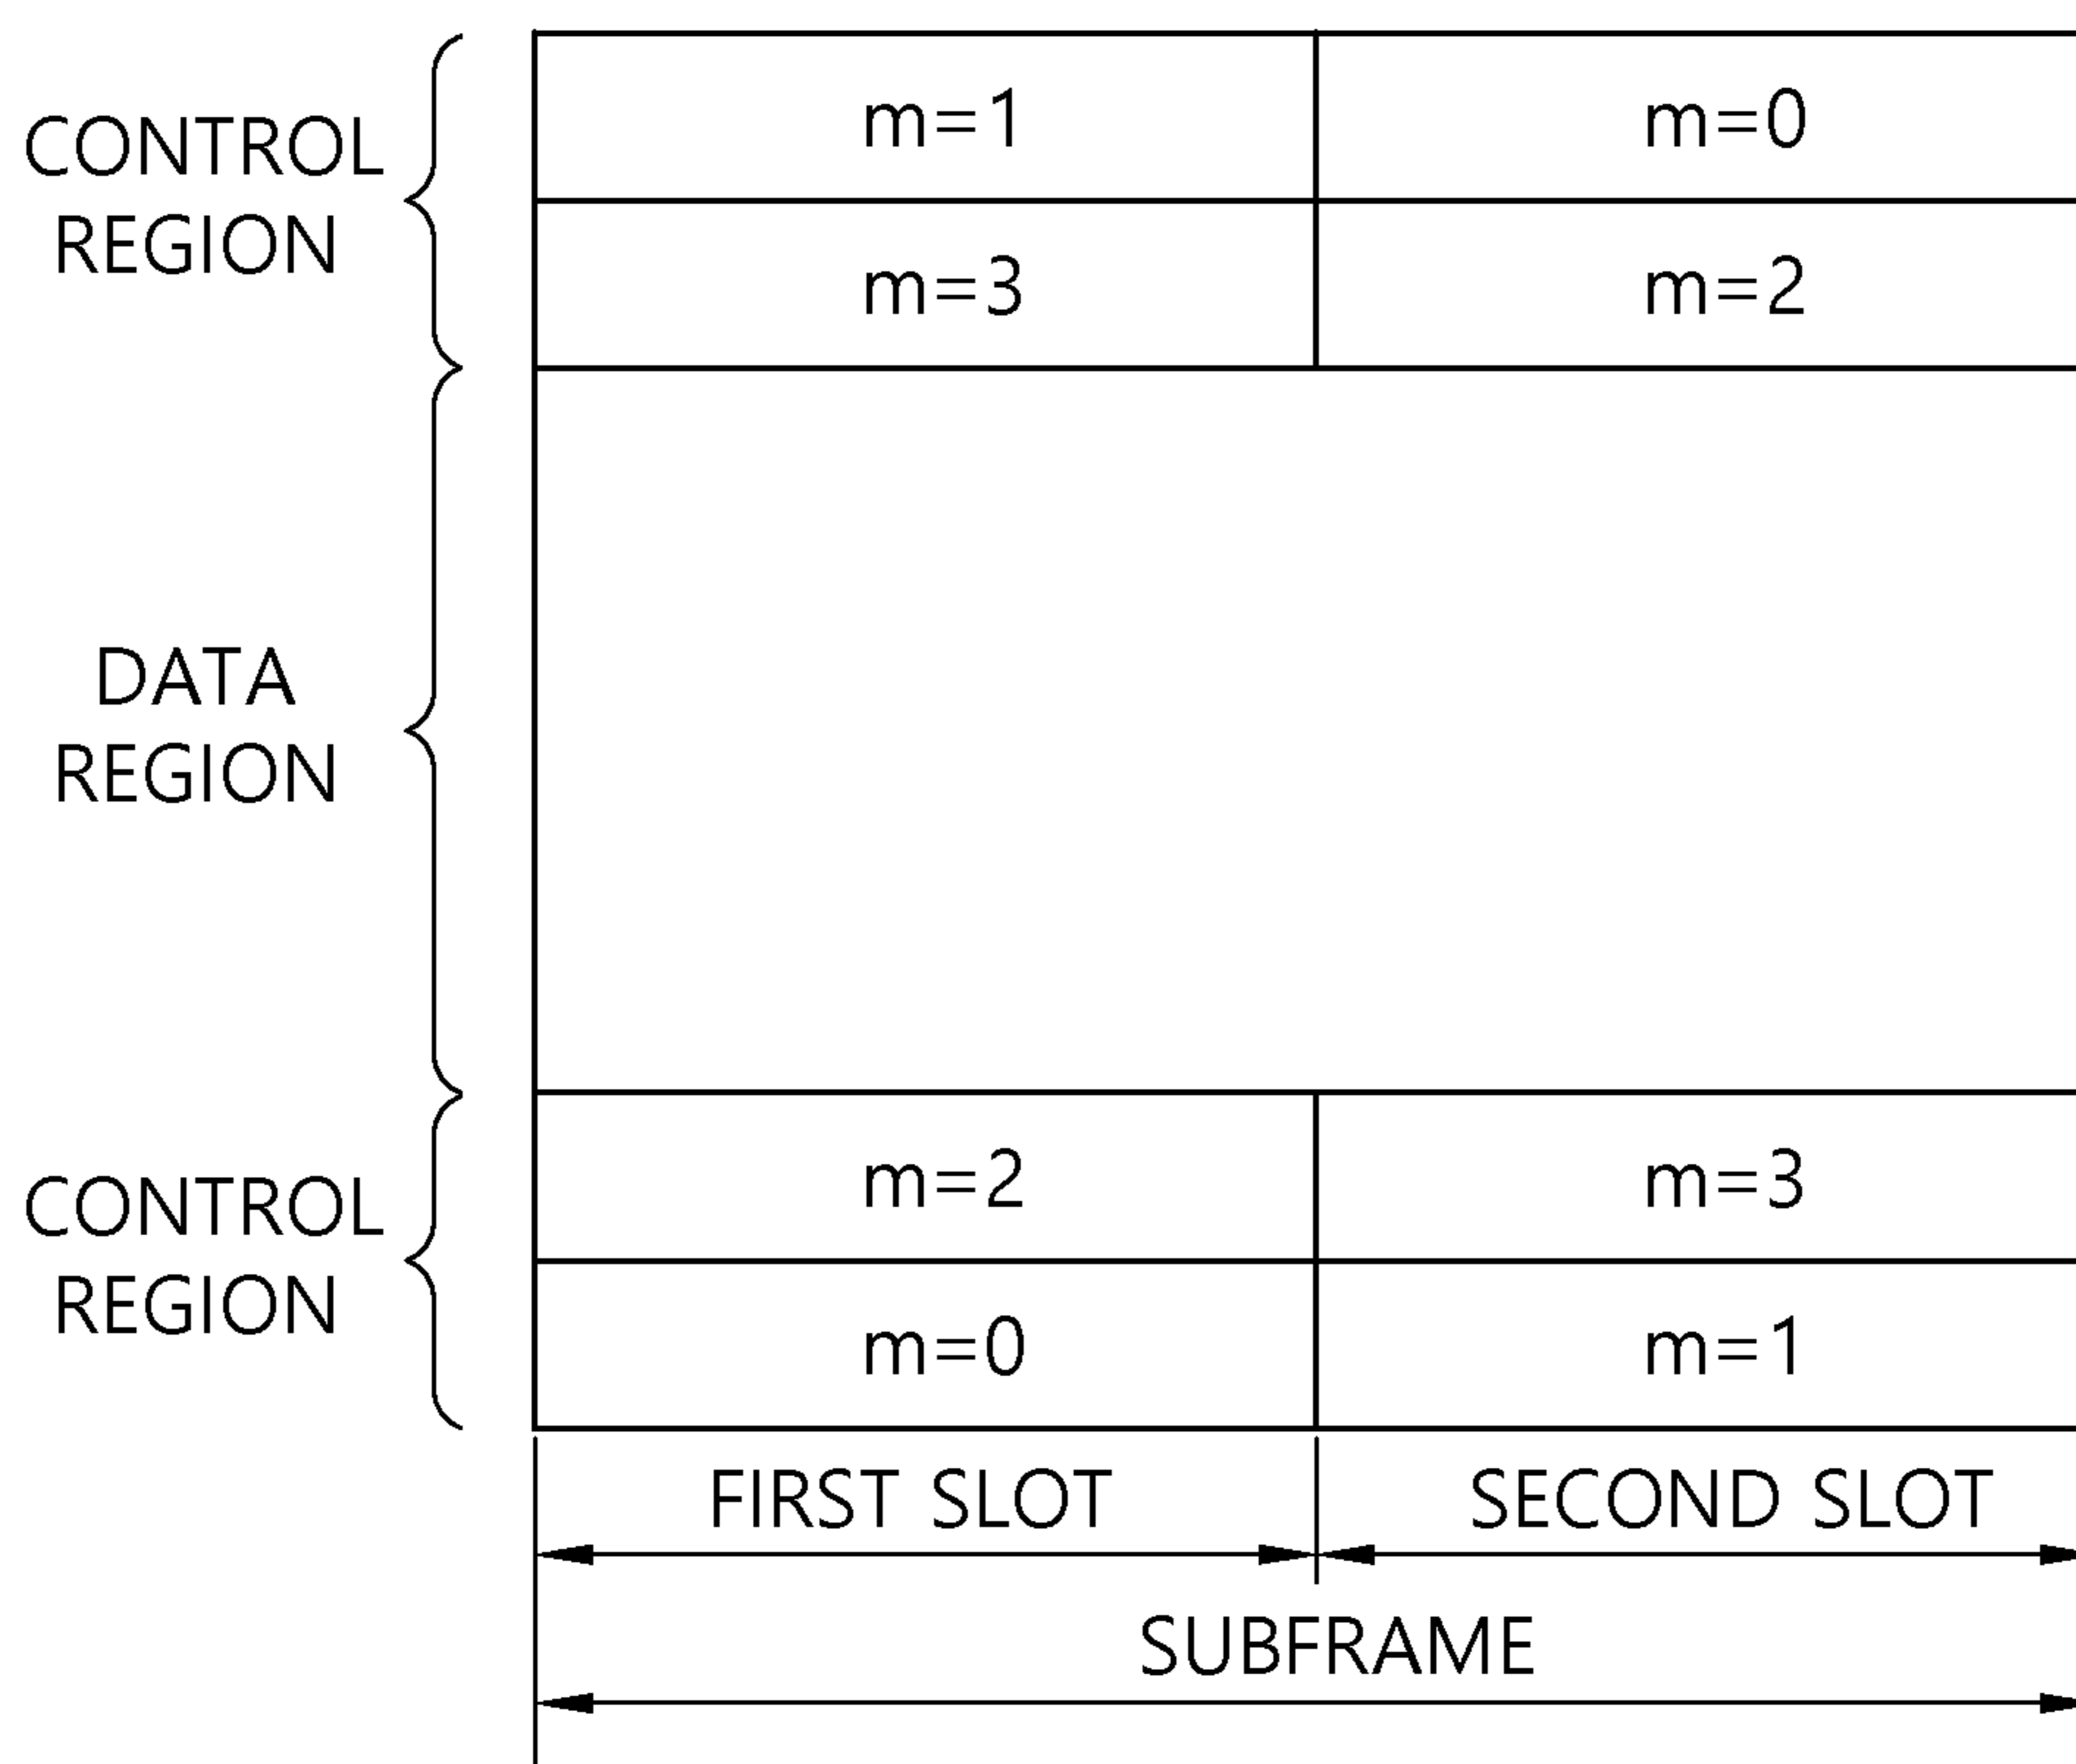 CONTROL
REGION
m=1
m=0
m=3
m=2
DATA
REGION
CONTROL
REGION
m=2
m=3
m=0
m=1
FIRST SLOT
SECOND SLOT
SUBFRAME